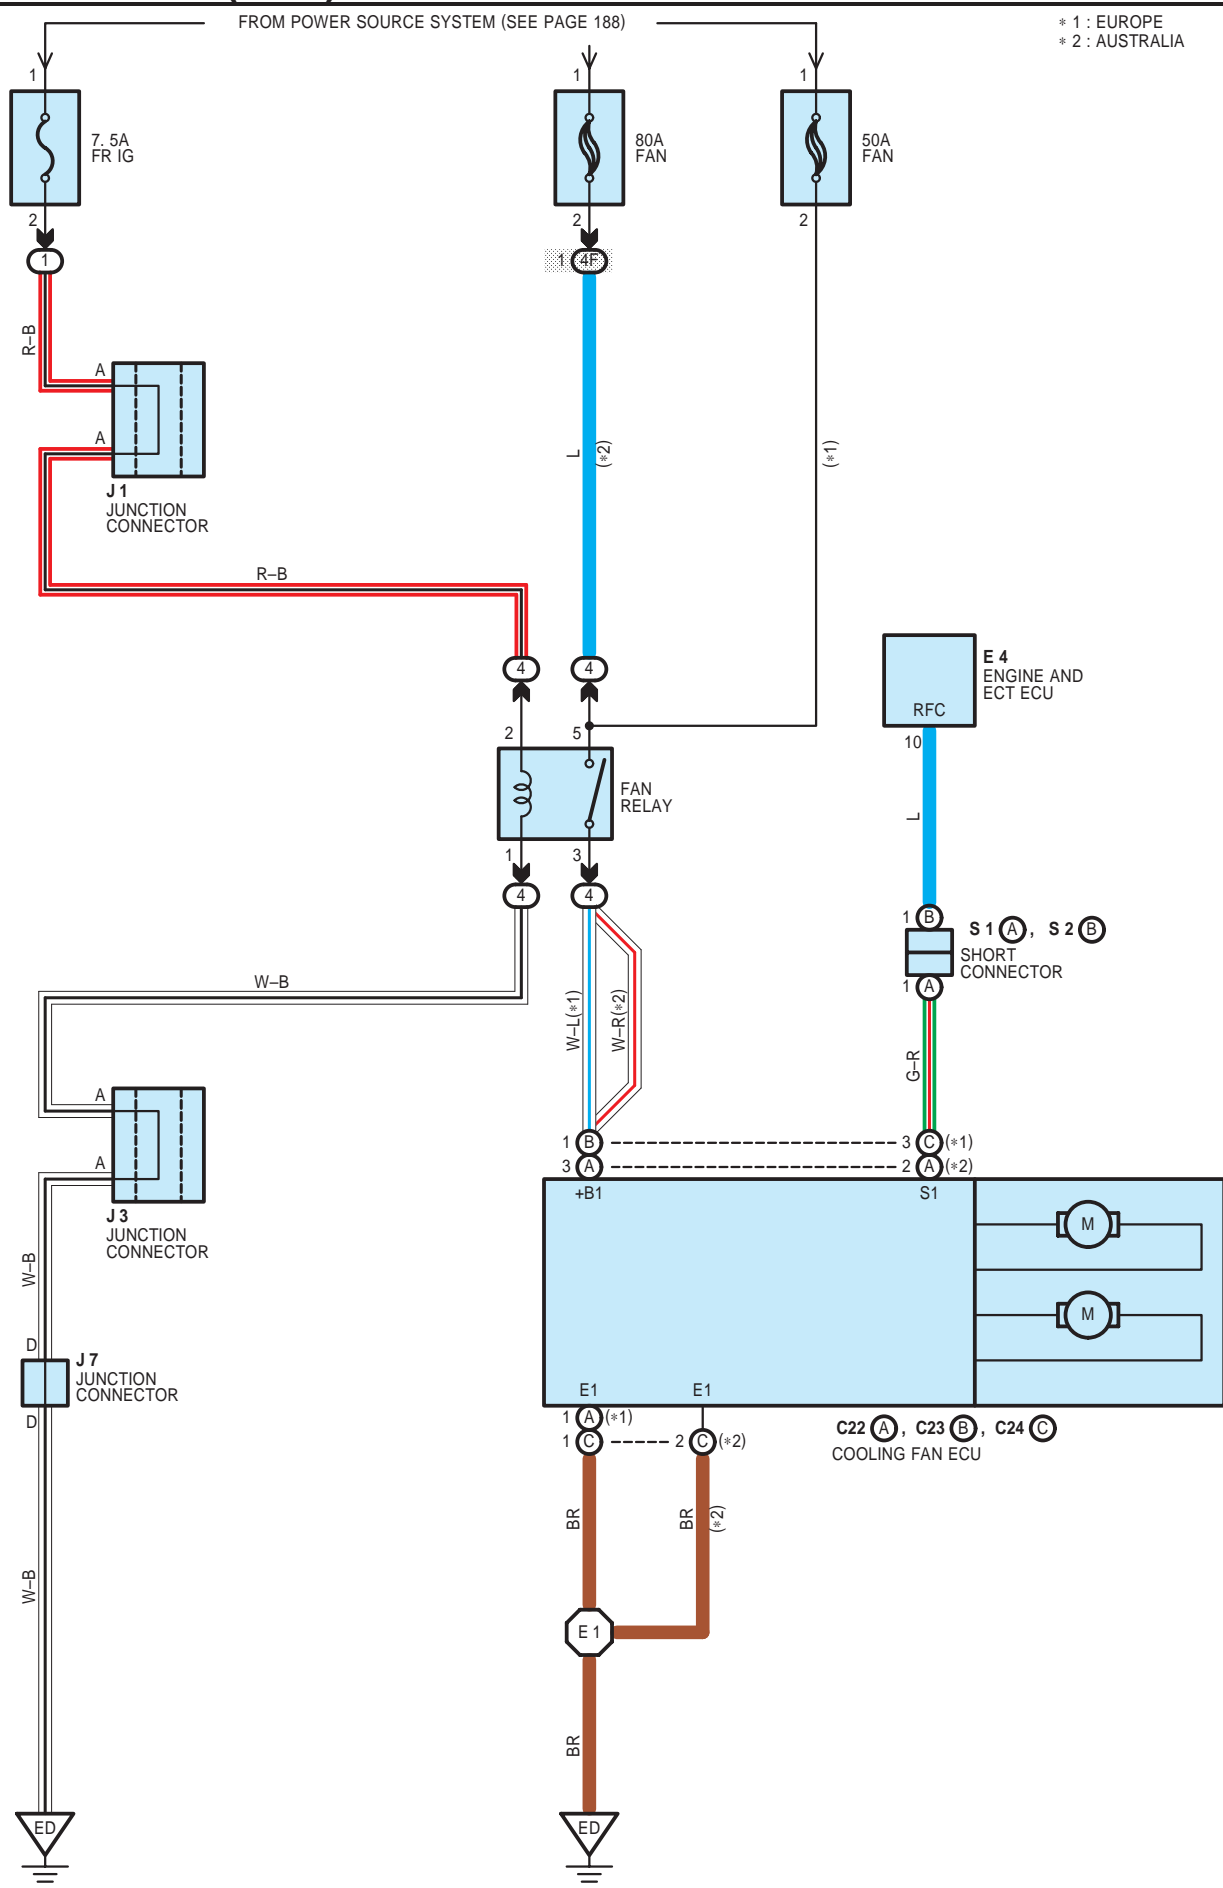 FROM POWER SOURCE SYSTEM (SEE PAGE 188)
* 1 : EUROPE
* 2 : AUSTRALIA
1
1
1
7. 5A
FR IG
80A
FAN
50A
FAN
2
2
2
1
1 4F
R–B
A
A
J 1
JUNCTION
CONNECTOR
L
(*2)
(*1)
R–B
4
4
2
5
FAN
RELAY
1
3
4
4
E 4
ENGINE AND
ECT ECU
RFC
10
L
1 B
S 1 A , S 2 B
SHORT
CONNECTOR
1 A
G–R
W–B
W–L(*1)
W–R(*2)
A
A
J 3
JUNCTION
CONNECTOR
1 B
3 C (*1)
3 A
2 A (*2)
+B1
S1
M
M
W–B
D
J 7
JUNCTION
CONNECTOR
D
E1
E1
1 A (*1)
1 C
2 C (*2)
C22 A , C23 B , C24 C
COOLING FAN ECU
BR
BR
(*2)
W–B
E 1
BR
ED
ED